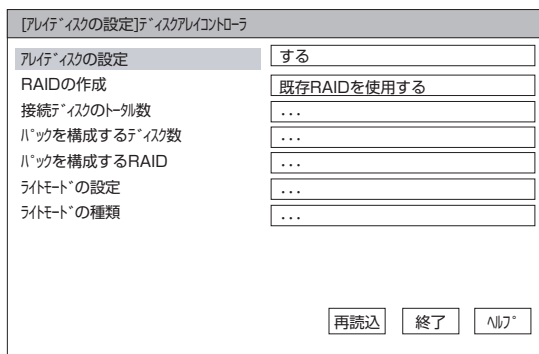 [ｱﾚｲﾃﾞｨｽｸの設定]ﾃﾞｨｽｸｱﾚｲｺﾝﾄﾛｰﾗ
ｱﾚｲﾃﾞｨｽｸの設定 する
RAIDの作成 既存RAIDを使用する
接続ﾃﾞｨｽｸのﾄｰﾀﾙ数 ...
ﾊﾟｯｸを構成するﾃﾞｨｽｸ数 ...
ﾊﾟｯｸを構成するRAID ...
ﾗｲﾄﾓｰﾄﾞの設定 ...
ﾗｲﾄﾓｰﾄﾞの種類 ...
再読込 終了 ﾍﾙﾌﾟ